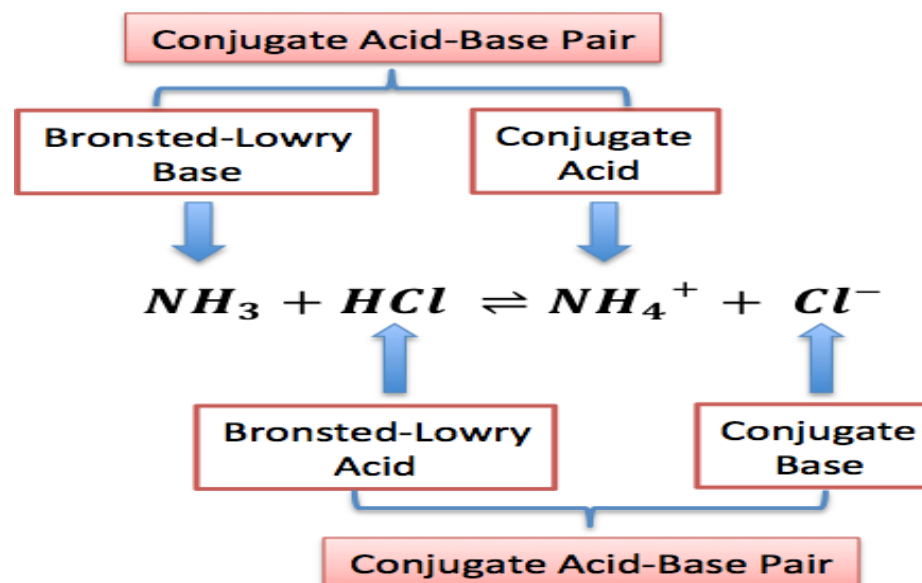 Conjugate Acid-Base Pair
Bronsted-Lowry
Base
Conjugate
Acid
NH₃ + HCl ⇌ NH₄⁺ + Cl⁻
Bronsted-Lowry
Acid
Conjugate
Base
Conjugate Acid-Base Pair